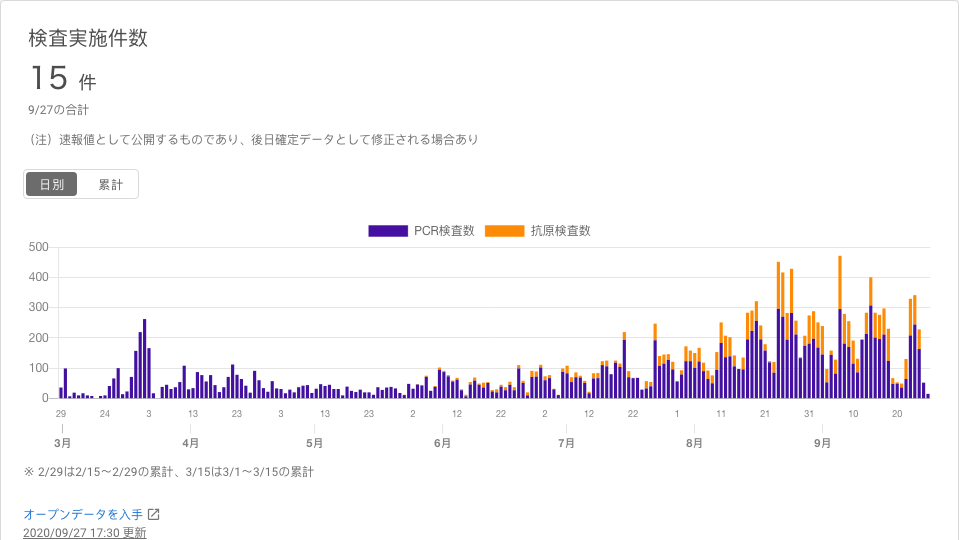 検査実施件数
15 件
9/27の合計
（注）速報値として公開するものであり、後日確定データとして修正される場合あり
日別 累計
PCR検査数 抗原検査数
500
400
300
200
100
0
29 24 3 13 23 3 13 23 2 12 22 2 12 22 1 11 21 31 10 20
3月 4月 5月 6月 7月 8月 9月
※ 2/29は2/15〜2/29の累計、3/15は3/1〜3/15の累計
オープンデータを入手
2020/09/27 17:30 更新